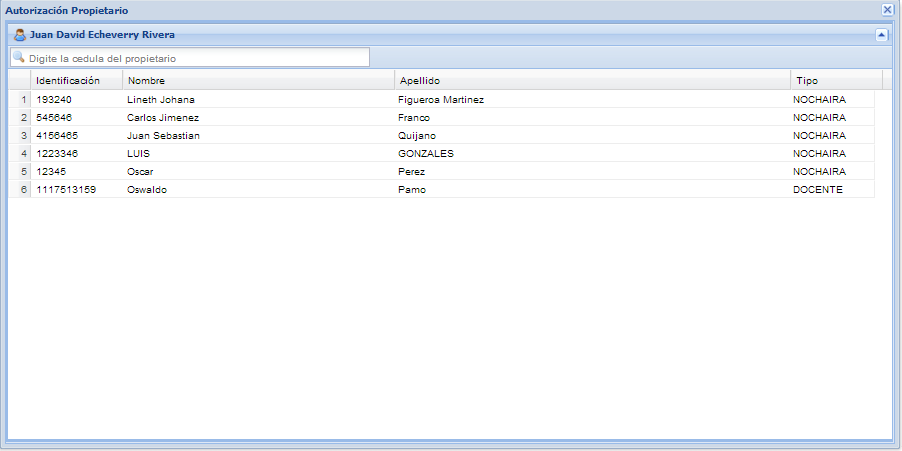 Autorización Propietario
Juan David Echeverry Rivera
Digite la cedula del propietario
Identificación Nombre Apellido Tipo
1 193240 Lineth Johana Figueroa Martinez NOCHAIRA
2 545646 Carlos Jimenez Franco NOCHAIRA
3 4156465 Juan Sebastian Quijano NOCHAIRA
4 1223346 LUIS GONZALES NOCHAIRA
5 12345 Oscar Perez NOCHAIRA
6 1117513159 Oswaldo Pamo DOCENTE